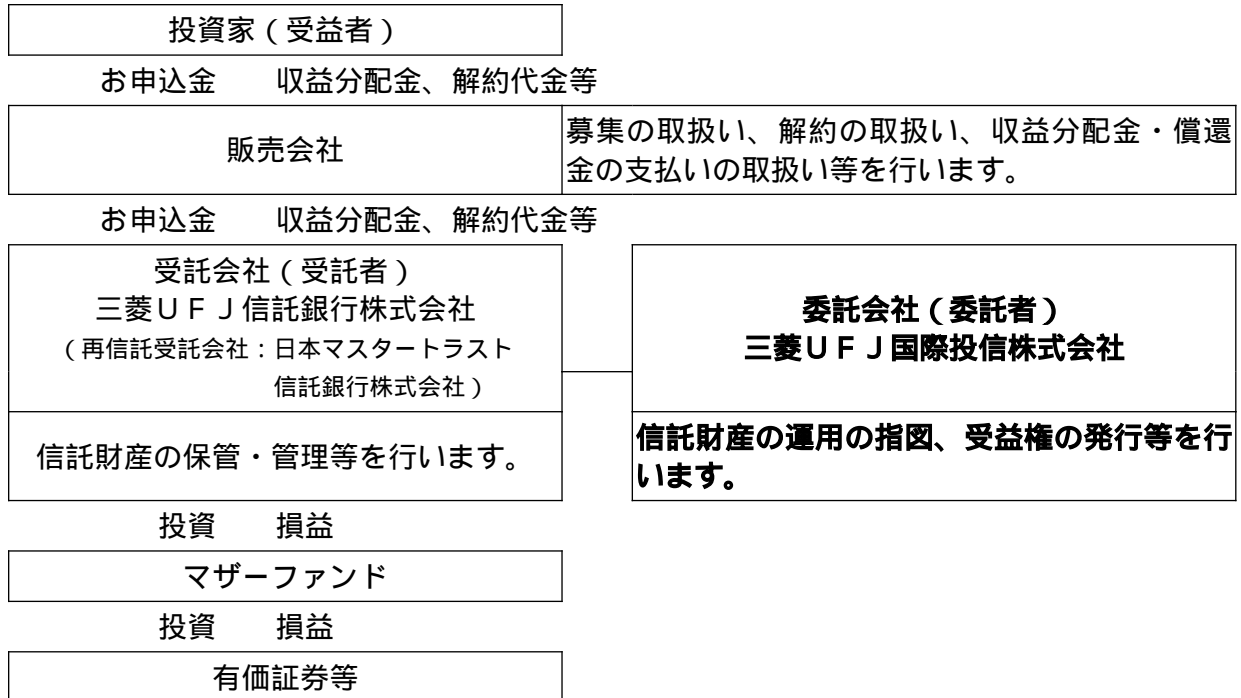 投資家（受益者）
お申込金　　収益分配金、解約代金等
販売会社
募集の取扱い、解約の取扱い、収益分配金・償還
金の支払いの取扱い等を行います。
お申込金　　収益分配金、解約代金等
受託会社（受託者）
三菱ＵＦＪ信託銀行株式会社
（再信託受託会社：日本マスタートラスト
信託銀行株式会社）
委託会社（委託者）
三菱ＵＦＪ国際投信株式会社
信託財産の保管・管理等を行います。
信託財産の運用の指図、受益権の発行等を行
います。
投資　　損益
マザーファンド
投資　　損益
有価証券等